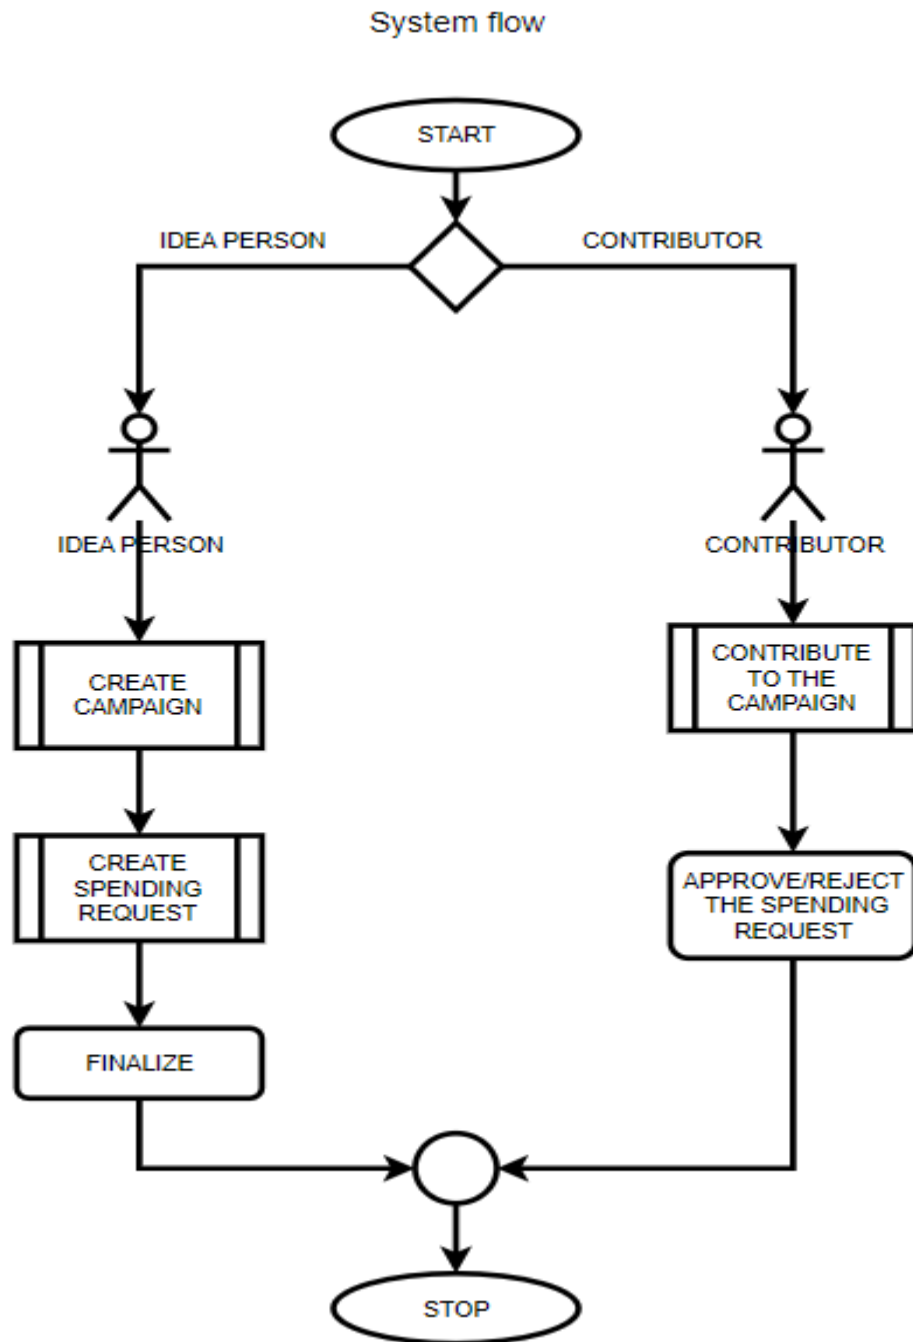 System flow
START
IDEA PERSON
CONTRIBUTOR
IDEA PERSON
CONTRIBUTOR
CREATE
CAMPAIGN
CONTRIBUTE
TO THE
CAMPAIGN
CREATE
SPENDING
REQUEST
APPROVE/REJECT
THE SPENDING
REQUEST
FINALIZE
STOP